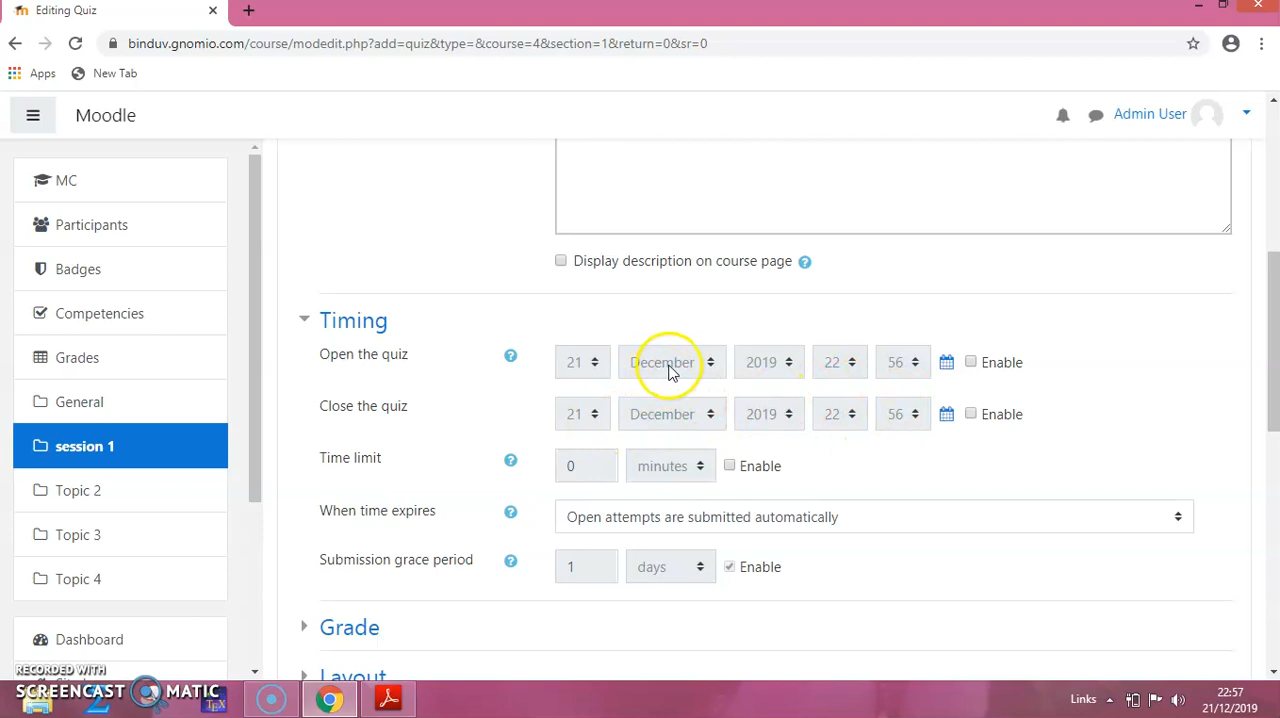 Editing Quiz
binduv.gnomio.com/course/modedit.php?add=quiz&type=&course=4&section=1&return=0&sr=0
Apps New Tab
Moodle
Admin User
MC
Participants
Badges
Competencies
Grades
General
session 1
Topic 2
Topic 3
Topic 4
Dashboard
Display description on course page
Timing
Open the quiz 21 December 2019 22 56 Enable
Close the quiz 21 December 2019 22 56 Enable
Time limit 0 minutes Enable
When time expires Open attempts are submitted automatically
Submission grace period 1 days Enable
Grade
Layout
RECORDED WITH
SCREENCAST MATIC
Links
22:57
21/12/2019